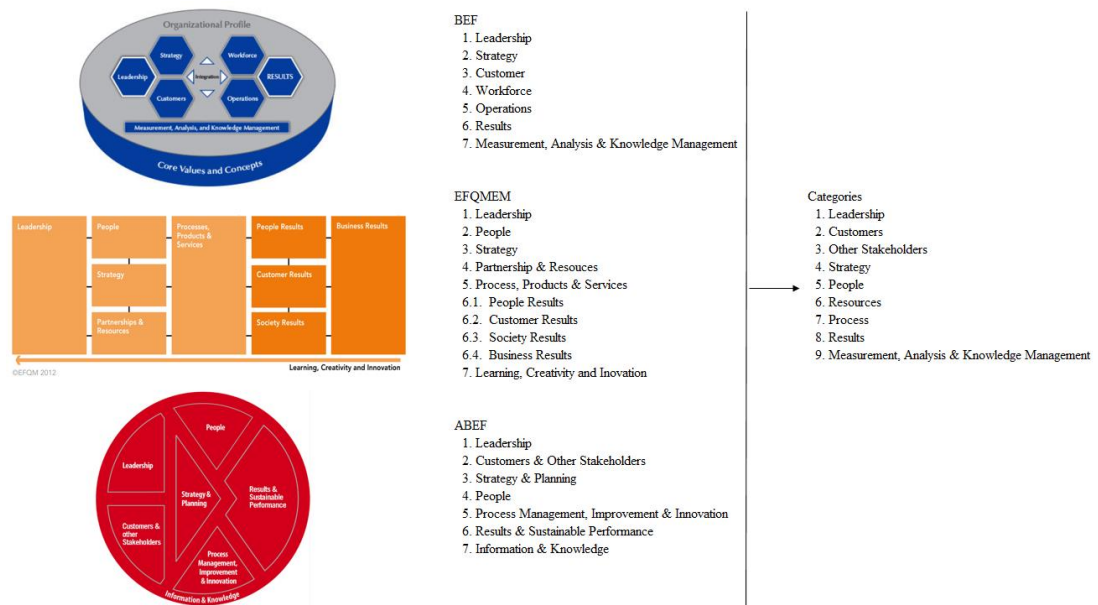 Organizational Profile
Strategy
Workforce
Leadership
Integration
RESULTS
Customers
Operations
Measurement, Analysis, and Knowledge Management
Core Values and Concepts
BEF
1. Leadership
2. Strategy
3. Customer
4. Workforce
5. Operations
6. Results
7. Measurement, Analysis & Knowledge Management
Leadership
People
Processes,
Products &
Services
People Results
Business Results
Strategy
Customer Results
Partnerships &
Resources
Society Results
©EFQM 2012
Learning, Creativity and Innovation
EFQMEM
1. Leadership
2. People
3. Strategy
4. Partnership & Resouces
5. Process, Products & Services
6.1. People Results
6.2. Customer Results
6.3. Society Results
6.4. Business Results
7. Learning, Creativity and Inovation
Categories
1. Leadership
2. Customers
3. Other Stakeholders
4. Strategy
5. People
6. Resources
7. Process
8. Results
9. Measurement, Analysis & Knowledge Management
People
Leadership
Strategy &
Planning
Results &
Sustainable
Performance
Customers &
other
Stakeholders
Process
Management,
Improvement
& Innovation
Information & Knowledge
ABEF
1. Leadership
2. Customers & Other Stakeholders
3. Strategy & Planning
4. People
5. Process Management, Improvement & Innovation
6. Results & Sustainable Performance
7. Information & Knowledge